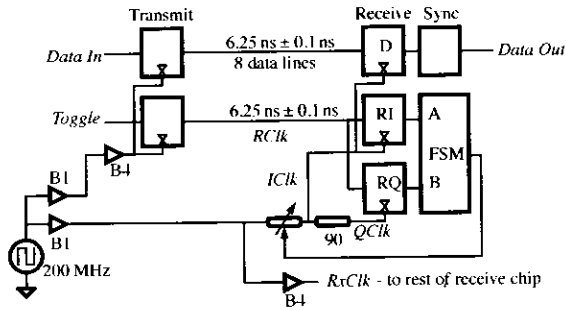 Transmit
Receive
Sync
Data In
6.25 ns ± 0.1 ns
8 data lines
D
Data Out
Toggle
6.25 ns ± 0.1 ns
RClk
RI
A
FSM
B1
B4
IClk
RQ
B
B1
90
QClk
200 MHz
B4
RxClk - to rest of receive chip